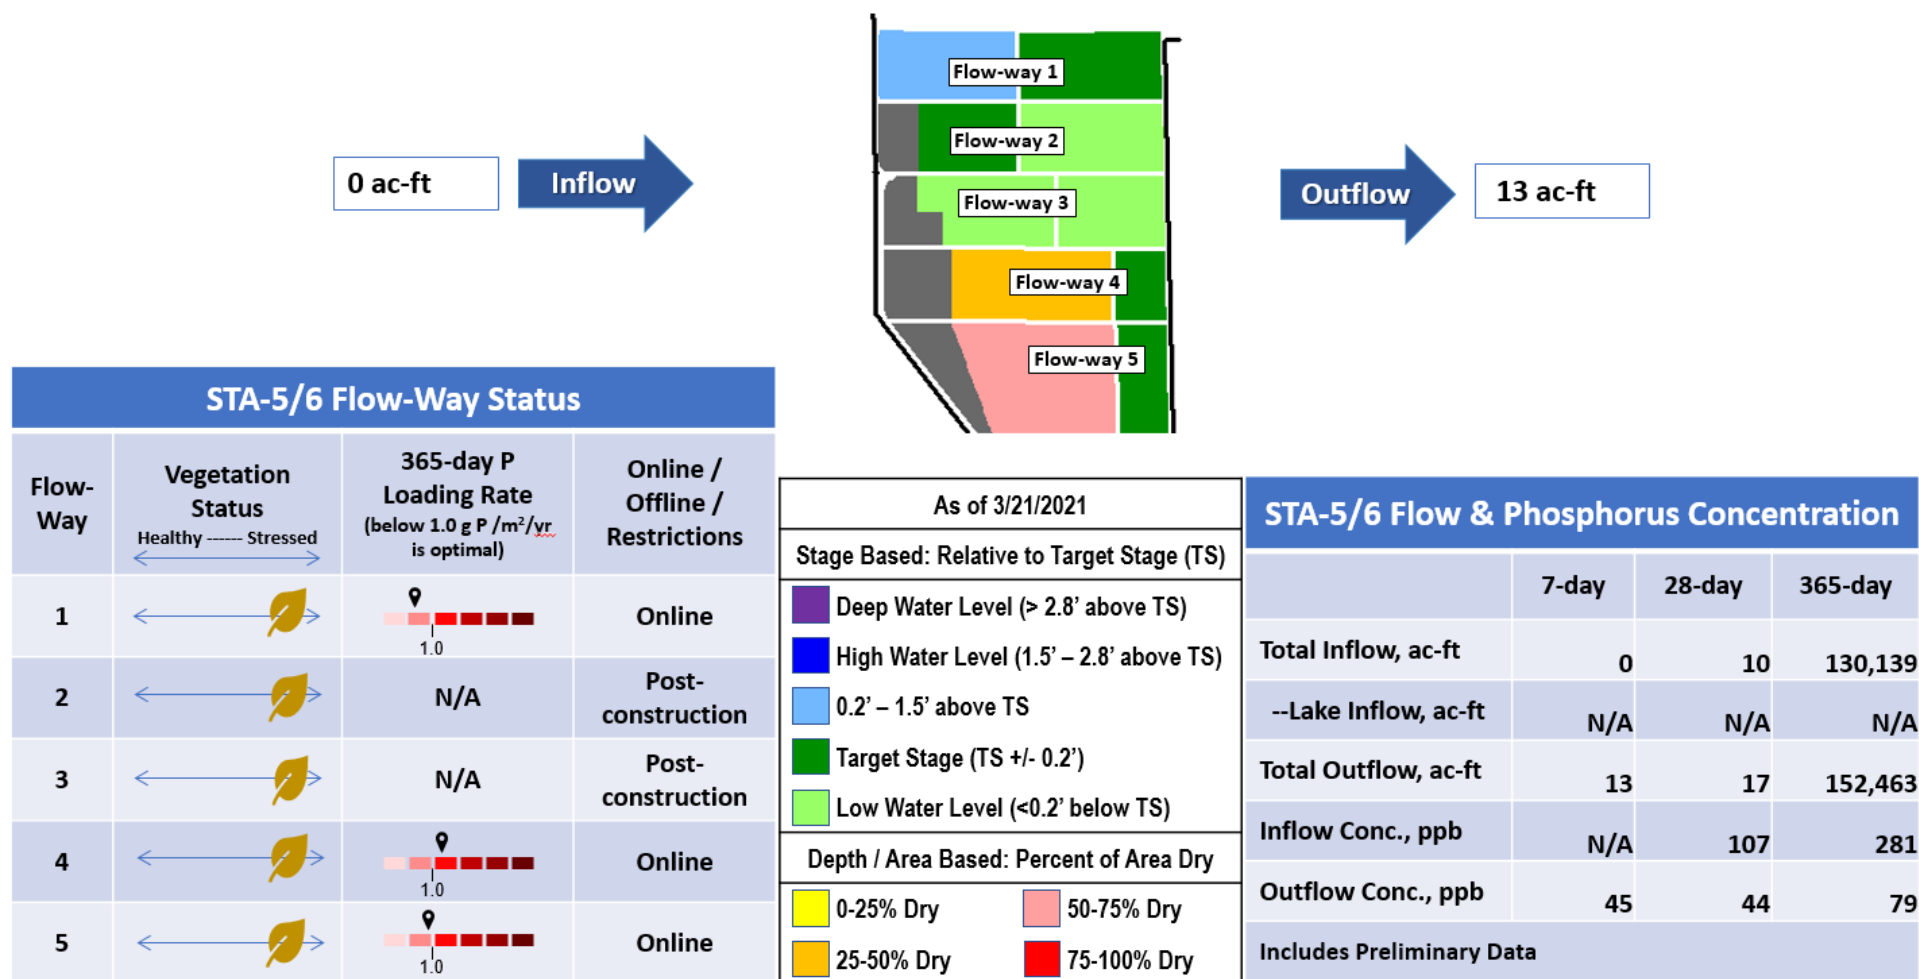 Flow-way 1
Flow-way 2
Flow-way 3
Flow-way 4
Flow-way 5
0 ac-ft
Inflow
Outflow
13 ac-ft
STA-5/6 Flow-Way Status
Flow-
Way
Vegetation
Status
Healthy ------ Stressed
365-day P
Loading Rate
(below 1.0 g P /m²/yr
is optimal)
Online /
Offline /
Restrictions
1
1.0
Online
2
N/A
Post-
construction
3
N/A
Post-
construction
4
1.0
Online
5
1.0
Online
As of 3/21/2021
Stage Based: Relative to Target Stage (TS)
Deep Water Level (> 2.8’ above TS)
High Water Level (1.5’ – 2.8’ above TS)
0.2’ – 1.5’ above TS
Target Stage (TS +/- 0.2’)
Low Water Level (<0.2’ below TS)
Depth / Area Based: Percent of Area Dry
0-25% Dry
50-75% Dry
25-50% Dry
75-100% Dry
STA-5/6 Flow & Phosphorus Concentration
7-day 28-day 365-day
Total Inflow, ac-ft 0 10 130,139
--Lake Inflow, ac-ft N/A N/A N/A
Total Outflow, ac-ft 13 17 152,463
Inflow Conc., ppb N/A 107 281
Outflow Conc., ppb 45 44 79
Includes Preliminary Data